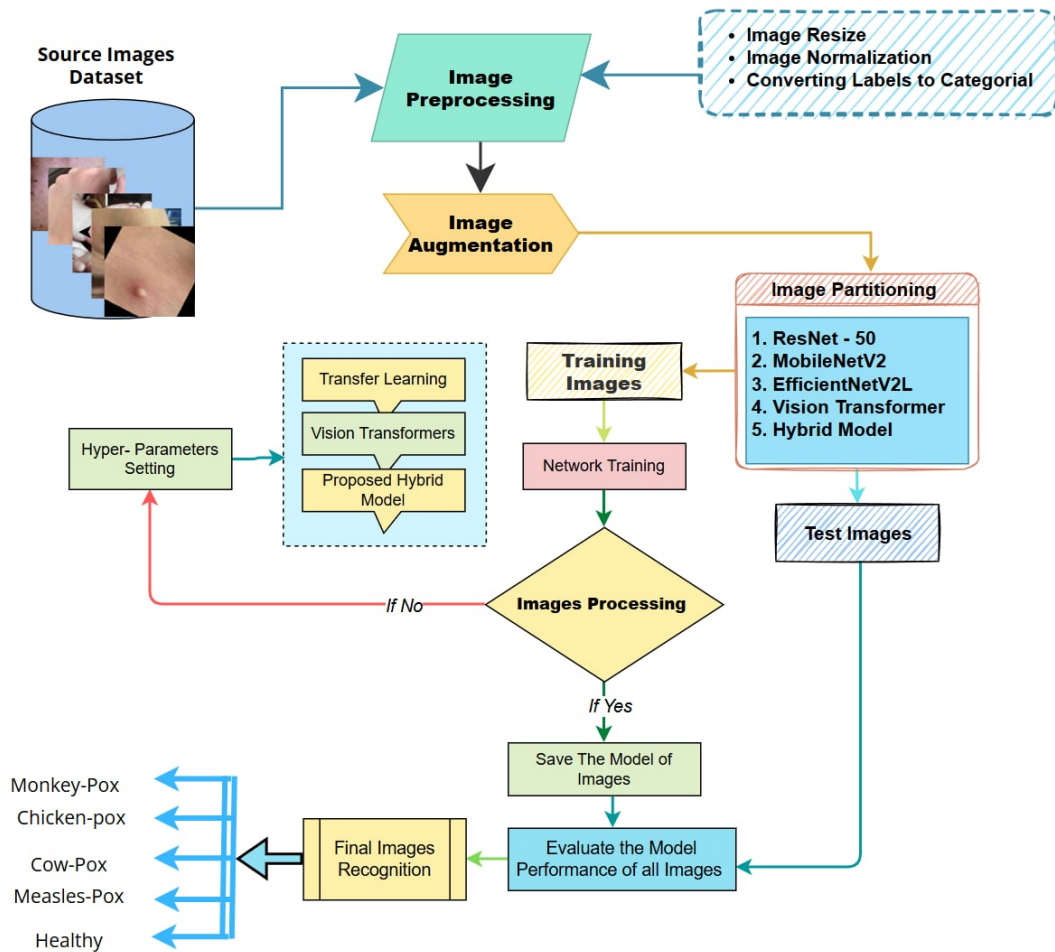 Source Images
Dataset
Image
Preprocessing
• Image Resize
• Image Normalization
• Converting Labels to Categorial
Image
Augmentation
Image Partitioning
1. ResNet - 50
2. MobileNetV2
3. EfficientNetV2L
4. Vision Transformer
5. Hybrid Model
Training
Images
Transfer Learning
Vision Transformers
Proposed Hybrid
Model
Hyper- Parameters
Setting
Network Training
Test Images
Images Processing
If No
If Yes
Save The Model of
Images
Evaluate the Model
Performance of all Images
Final Images
Recognition
Monkey-Pox
Chicken-pox
Cow-Pox
Measles-Pox
Healthy